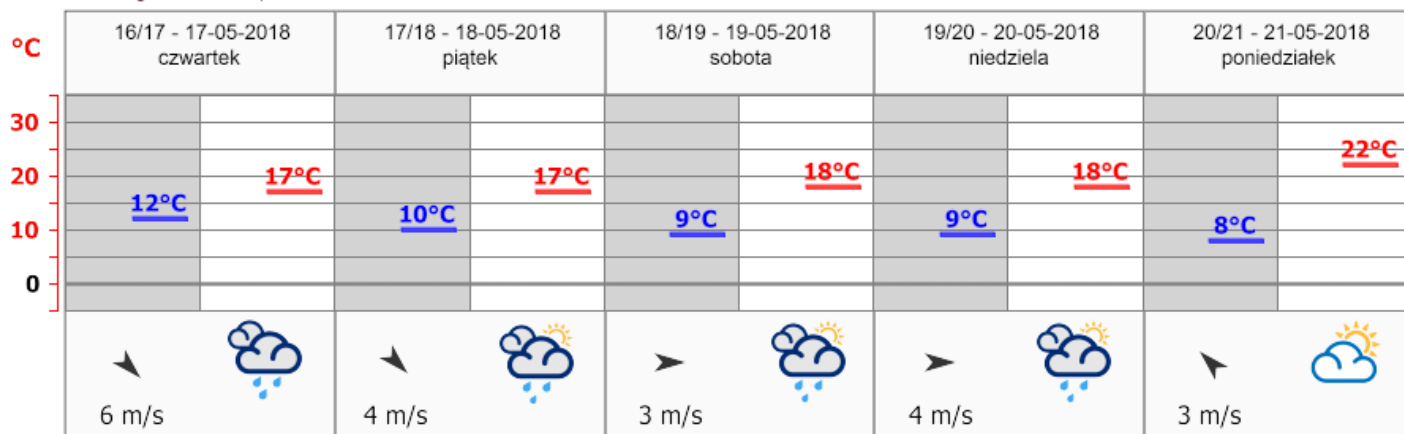 °C
16/17 - 17-05-2018
czwartek
17/18 - 18-05-2018
piątek
18/19 - 19-05-2018
sobota
19/20 - 20-05-2018
niedziela
20/21 - 21-05-2018
poniedziałek
30
20
10
0
12°C
17°C
10°C
17°C
9°C
18°C
9°C
18°C
8°C
22°C
6 m/s
4 m/s
3 m/s
4 m/s
3 m/s